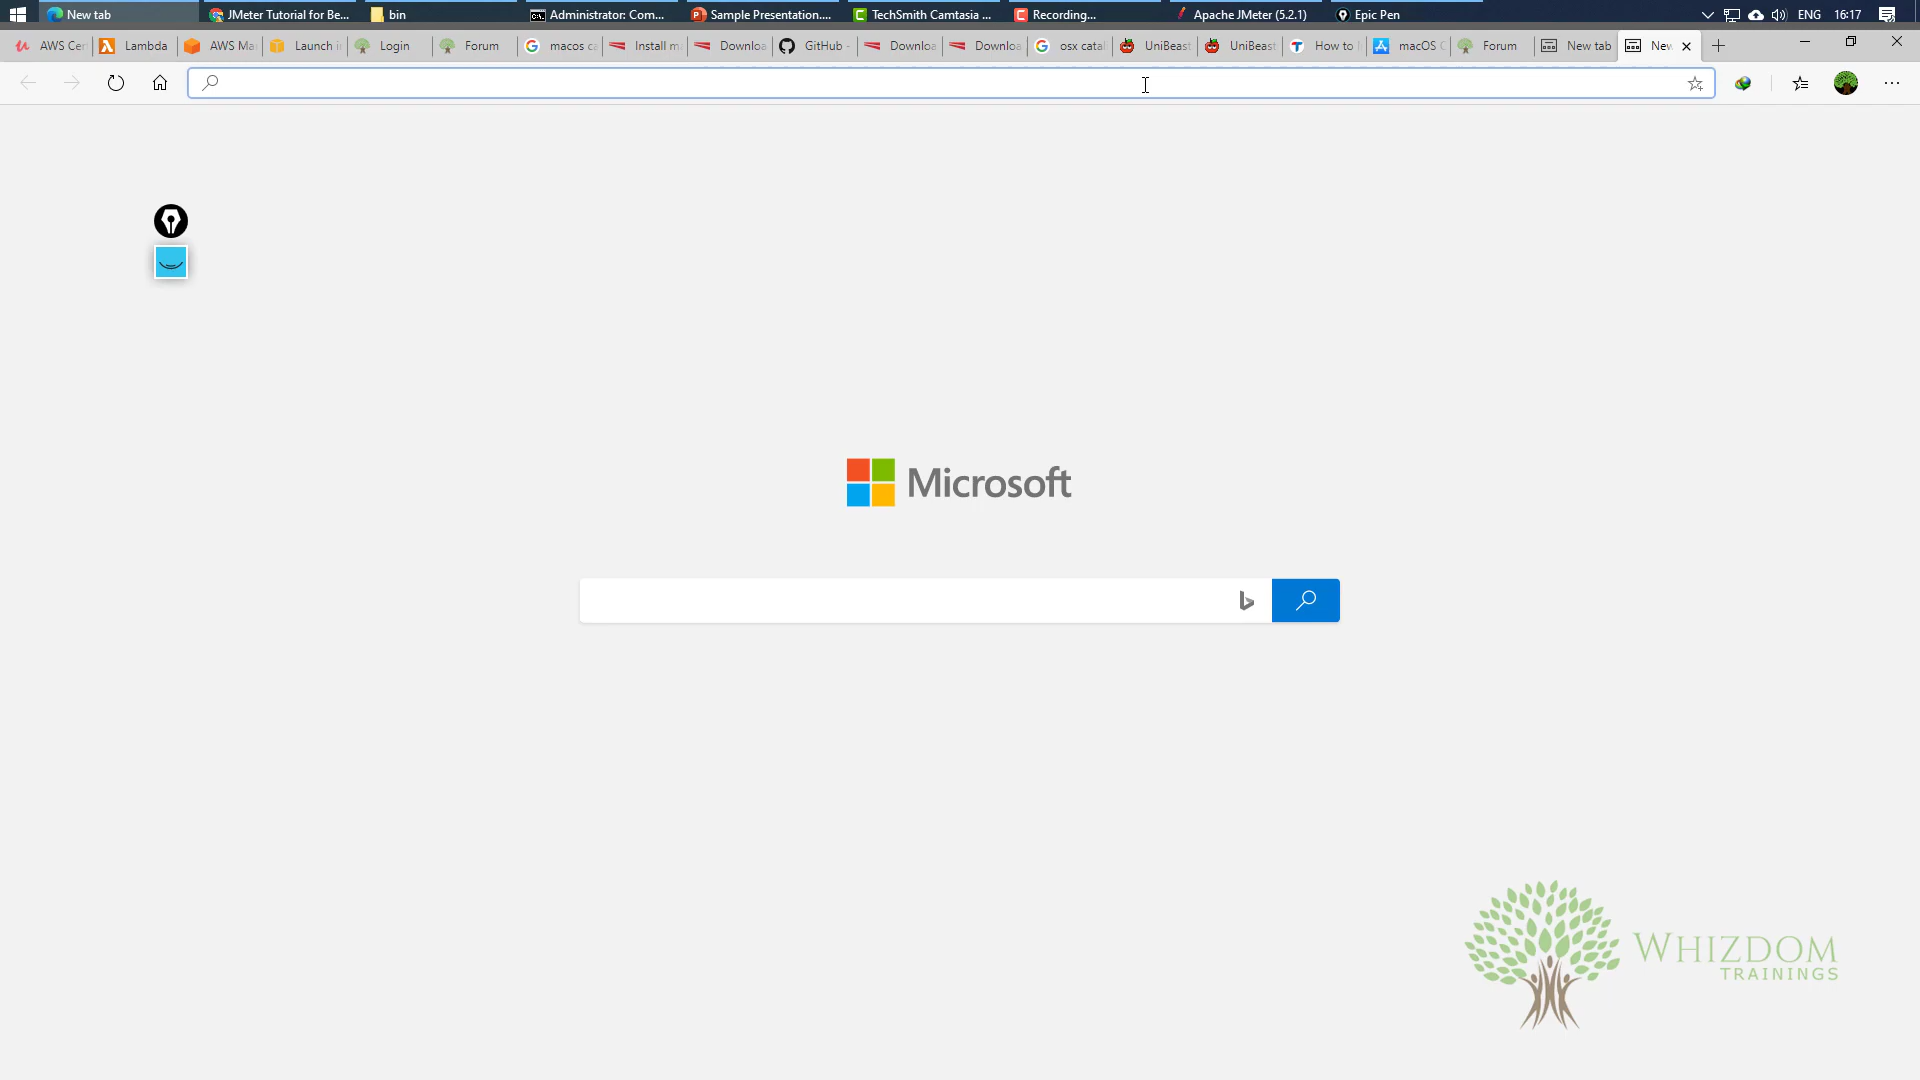 New tab
JMeter Tutorial for Be...
bin
Administrator: Com...
Sample Presentation....
TechSmith Camtasia ...
Recording...
Apache JMeter (5.2.1)
Epic Pen
ENG
16:17
AWS Cer
Lambda
AWS Ma
Launch in
Login
Forum
macos ca
Install m
Downloa
GitHub -
Downloa
Downloa
osx catal
UniBeast
UniBeast
How to
macOS C
Forum
New tab
New
Microsoft
WHIZDOM
TRAININGS